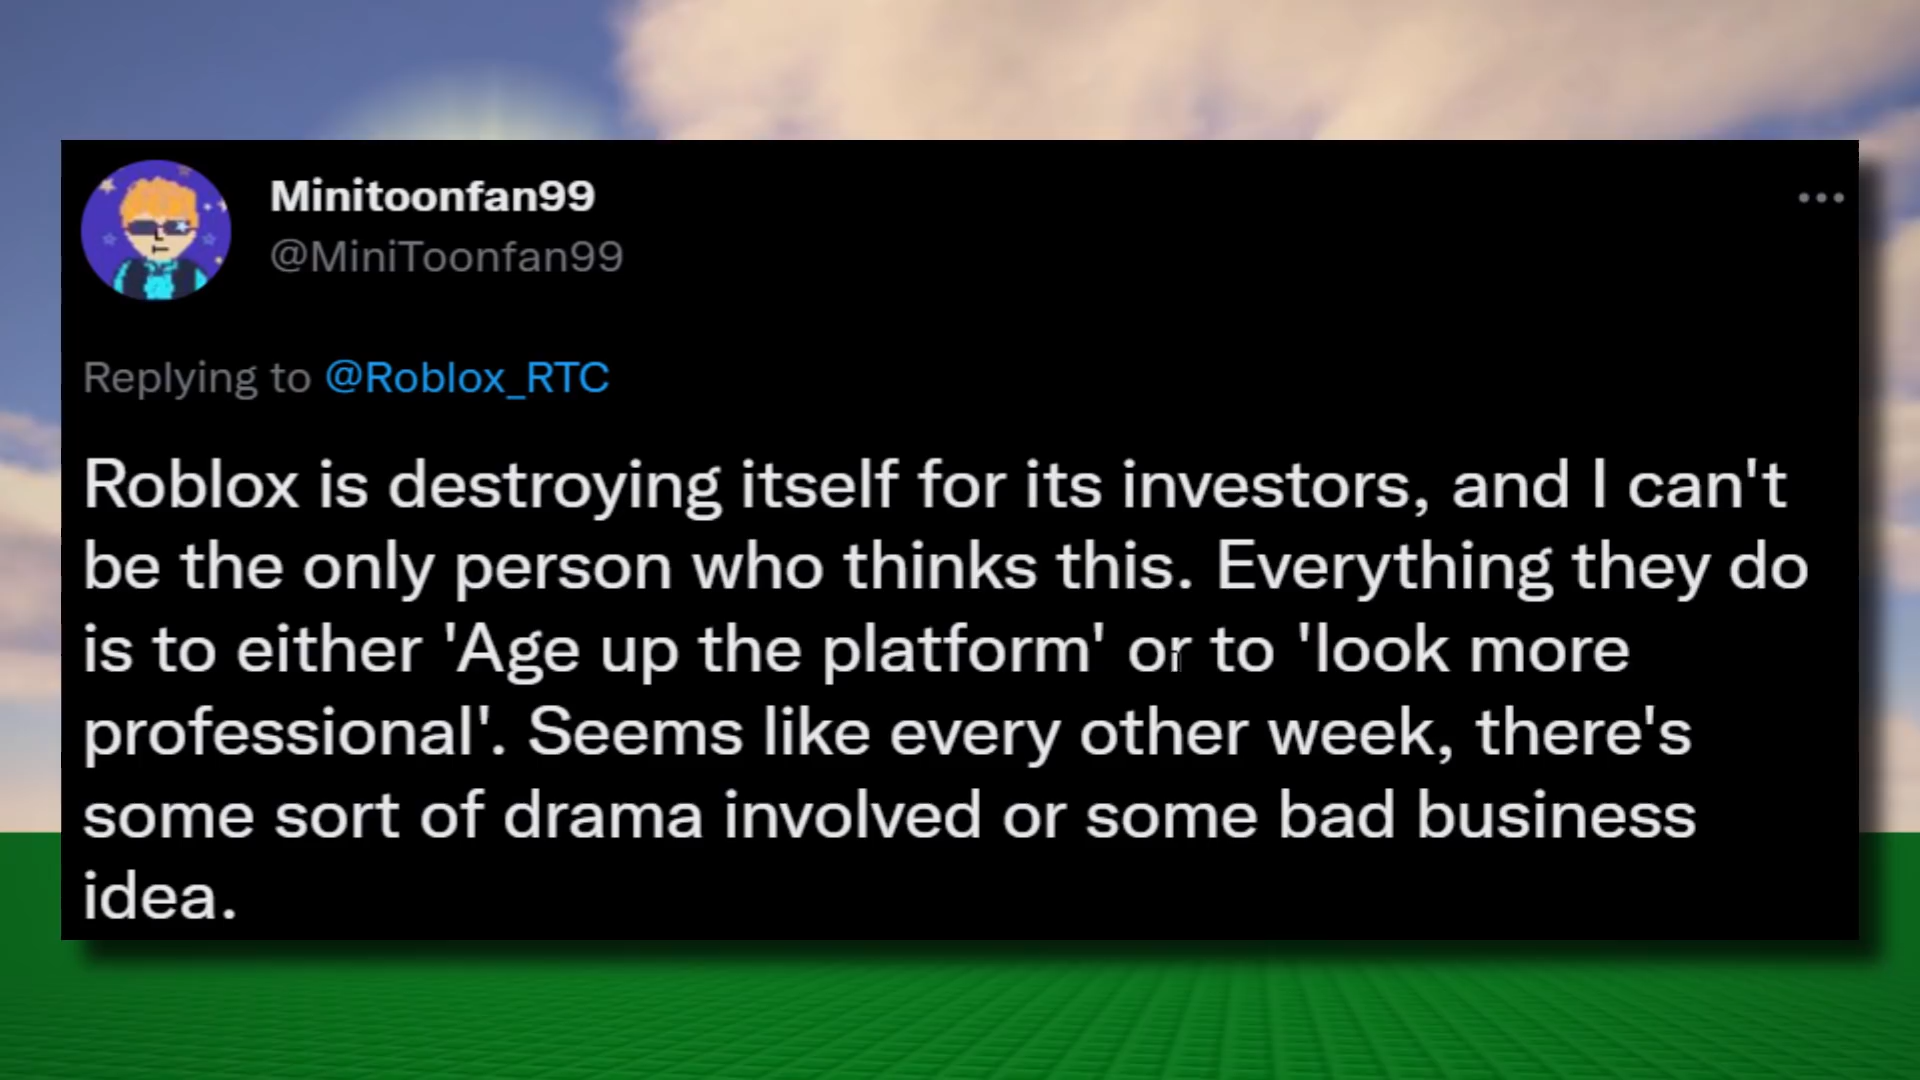 Minitoonfan99
@MiniToonfan99
Replying to @Roblox_RTC
Roblox is destroying itself for its investors, and I can't
be the only person who thinks this. Everything they do
is to either 'Age up the platform' or to 'look more
professional'. Seems like every other week, there's
some sort of drama involved or some bad business
idea.